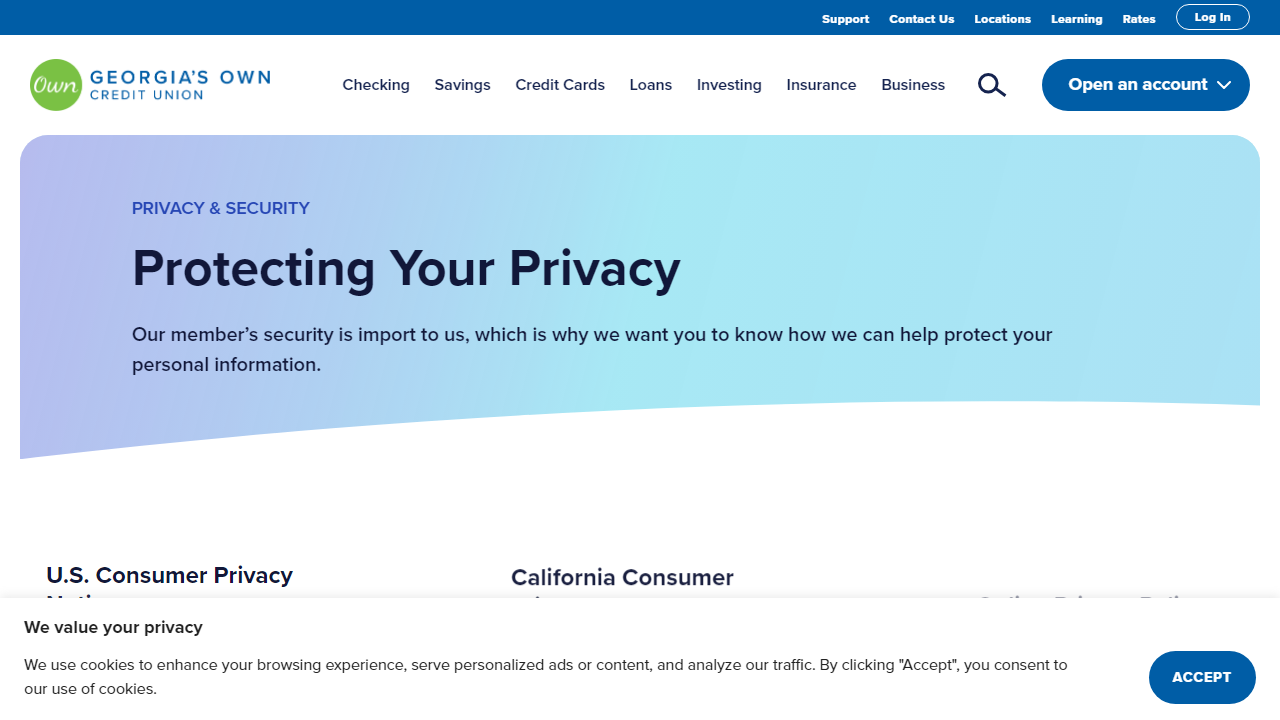 Support Contact Us Locations Learning Rates Log In
Own GEORGIA'S OWN
CREDIT UNION
Checking Savings Credit Cards Loans Investing Insurance Business Open an account
PRIVACY & SECURITY
Protecting Your Privacy
Our member’s security is import to us, which is why we want you to know how we can help protect your
personal information.
U.S. Consumer Privacy
California Consumer
We value your privacy
We use cookies to enhance your browsing experience, serve personalized ads or content, and analyze our traffic. By clicking "Accept", you consent to
our use of cookies.
ACCEPT